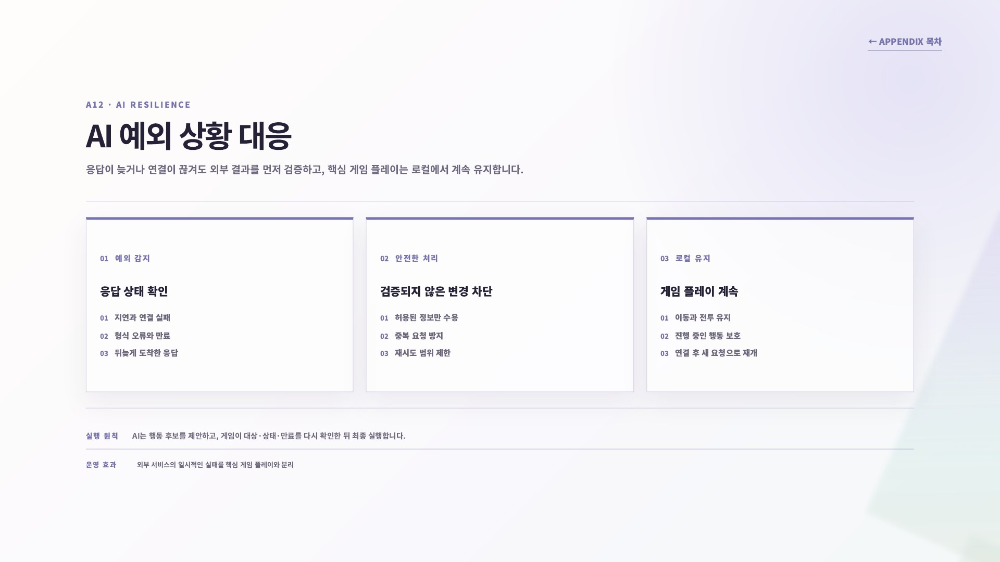 ← APPENDIX 목차
A12 · AI RESILIENCE
AI 예외 상황 대응
응답이 늦거나 연결이 끊겨도 외부 결과를 먼저 검증하고, 핵심 게임 플레이는 로컬에서 계속 유지합니다.
01 예외 감지
응답 상태 확인
01 지연과 연결 실패
02 형식 오류와 만료
03 뒤늦게 도착한 응답
02 안전한 처리
검증되지 않은 변경 차단
01 허용된 정보만 수용
02 중복 요청 방지
03 재시도 범위 제한
03 로컬 유지
게임 플레이 계속
01 이동과 전투 유지
02 진행 중인 행동 보호
03 연결 후 새 요청으로 재개
실행 원칙 AI는 행동 후보를 제안하고, 게임이 대상·상태·만료를 다시 확인한 뒤 최종 실행합니다.
운영 효과 외부 서비스의 일시적인 실패를 핵심 게임 플레이와 분리